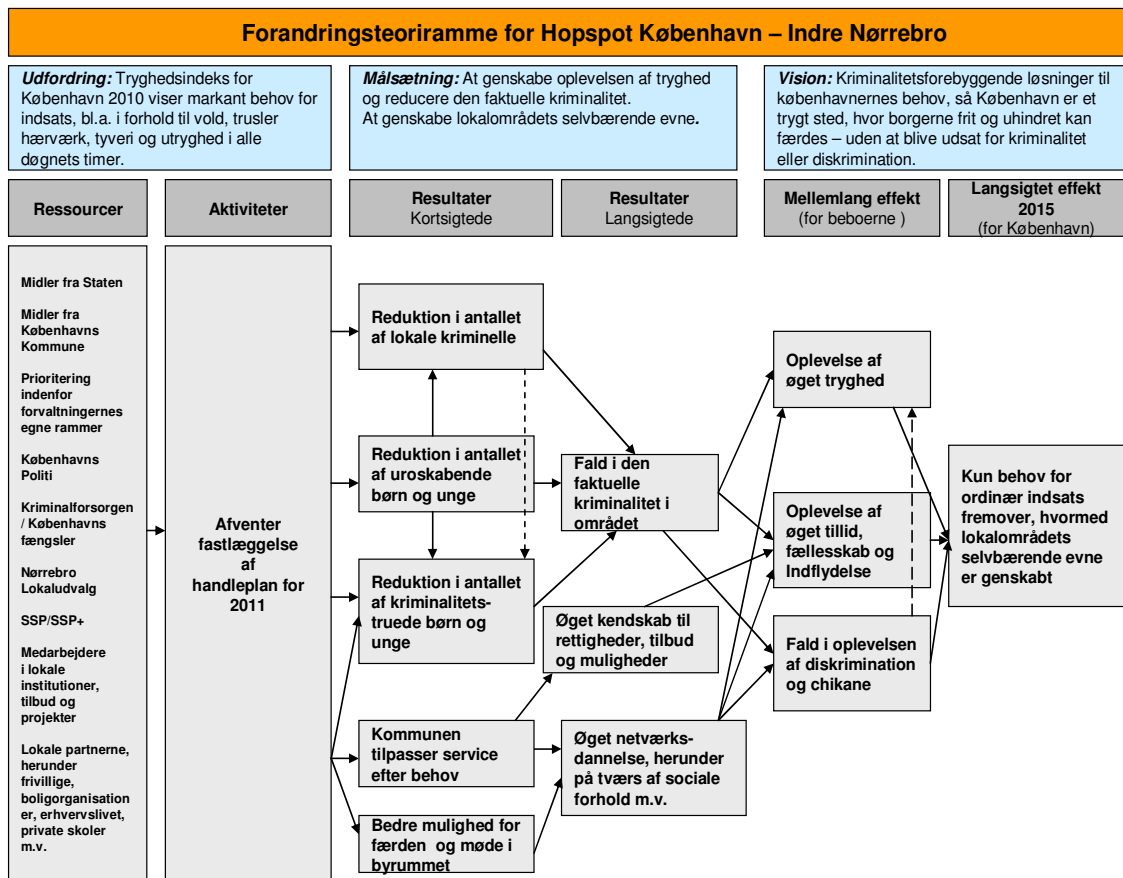 Forandringsteoriramme for Hopspot København – Indre Nørrebro
Udfordring: Tryghedsindeks for
København 2010 viser markant behov for
indsats, bl.a. i forhold til vold, trusler
hærværk, tyveri og utryghed i alle
døgnets timer.
Målsætning: At genskabe oplevelsen af tryghed
og reducere den faktuelle kriminalitet.
At genskabe lokalområdets selvbærende evne.
Vision: Kriminalitetsforebyggende løsninger til
københavnernes behov, så København er et
trygt sted, hvor borgerne frit og uhindret kan
færdes – uden at blive udsat for kriminalitet
eller diskrimination.
Ressourcer
Aktiviteter
Resultater
Kortsigtede
Resultater
Langsigtede
Mellemlang effekt
(for beboerne )
Langsigtet effekt
2015
(for København)
Midler fra Staten
Midler fra
Københavns
Kommune
Prioritering
indenfor
forvaltningernes
egne rammer
Københavns
Politi
Kriminalforsorgen
/ Københavns
fængsler
Nørrebro
Lokaludvalg
SSP/SSP+
Medarbejdere
i lokale
institutioner,
tilbud og
projekter
Lokale partnerne,
herunder
frivillige,
boligorganisation
er, erhvervslivet,
private skoler
m.v.
Afventer
fastlæggelse
af
handleplan for
2011
Reduktion i antallet
af lokale kriminelle
Reduktion i antallet
af uroskabende
børn og unge
Reduktion i antallet
af kriminalitets-
truede børn og
unge
Kommunen
tilpasser service
efter behov
Bedre mulighed for
færden og møde i
byrummet
Fald i den
faktuelle
kriminalitet i
området
Øget kendskab til
rettigheder, tilbud
og muligheder
Øget netværks-
dannelse, herunder
på tværs af sociale
forhold m.v.
Oplevelse af
øget tryghed
Oplevelse af
øget tillid,
fællesskab og
Indflydelse
Fald i oplevelsen
af diskrimination
og chikane
Kun behov for
ordinær indsats
fremover, hvormed
lokalområdets
selvbærende evne
er genskabt